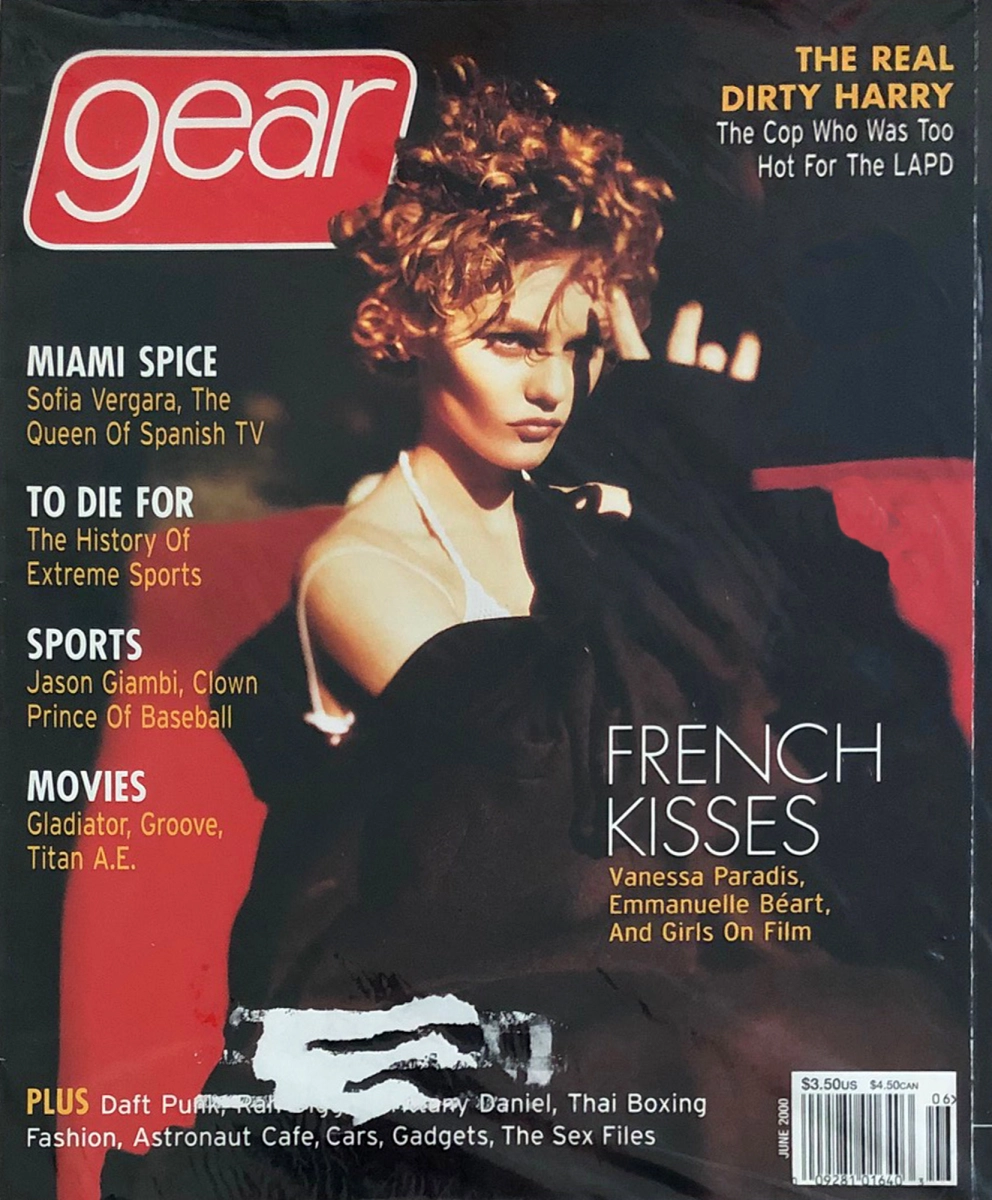 gear
THE REAL
DIRTY HARRY
The Cop Who Was Too
Hot For The LAPD
MIAMI SPICE
Sofia Vergara, The
Queen Of Spanish TV
TO DIE FOR
The History Of
Extreme Sports
SPORTS
Jason Giambi, Clown
Prince Of Baseball
MOVIES
Gladiator, Groove,
Titan A.E.
FRENCH
KISSES
Vanessa Paradis,
Emmanuelle Béart,
And Girls On Film
PLUS Daft Punk, Daniel, Thai Boxing
Fashion, Astronaut Cafe, Cars, Gadgets, The Sex Files
JUNE 2000
$3.50US $4.50CAN
06
09281 01640